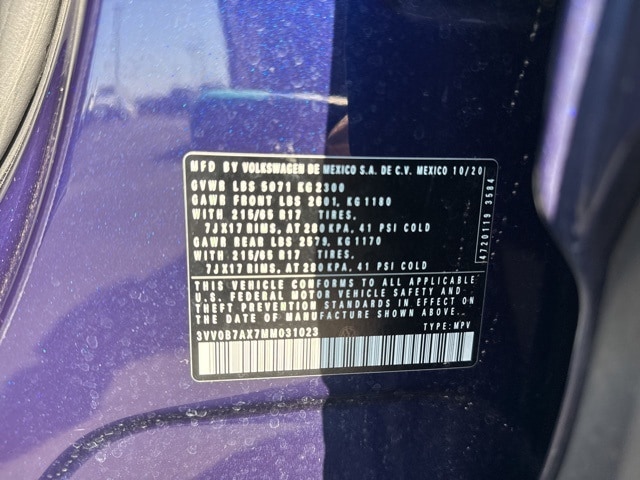 MFD BY VOLKSWAGEN DE MEXICO S.A. DE C.V. MEXICO 10/20
GVWR LBS 5071 KG 2300
GAWR FRONT LBS 2601, KG 1180
WITH 215/65 R17 TIRES,
7JX17 RIMS, AT 280 KPA, 41 PSI COLD
GAWR REAR LBS 2579, KG 1170
WITH 215/65 R17 TIRES,
7JX17 RIMS, AT 280 KPA, 41 PSI COLD
THIS VEHICLE CONFORMS TO ALL APPLICABLE
U.S. FEDERAL MOTOR VEHICLE SAFETY AND
THEFT PREVENTION STANDARDS IN EFFECT ON
THE DATE OF MANUFACTURE SHOWN ABOVE
3VV0B7AX7MM031023 TYPE: MPV
4720119 3584